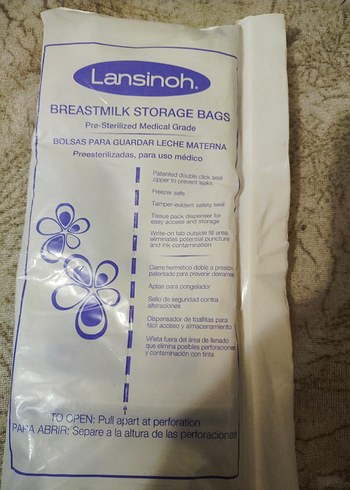 Lansinoh®
BREASTMILK STORAGE BAGS
Pre-Sterilized Medical Grade
BOLSAS PARA GUARDAR LECHE MATERNA
Preesterilizadas, para uso médico
Patented double click seal
zipper to prevent leaks
Freezer safe
Tamper-evident safety seal
Tissue pack dispenser for
easy access and storage
Write-on tab outside fill area
eliminates potential puncture
and ink contamination
Cierre hermético doble a presión
patentado para prevenir derrames
Aptas para congelador
Sello de seguridad contra
alteraciones
Dispensador de toallitas para
fácil acceso y almacenamiento
fuera del área de llenado
que elimina posibles perforaciones
y contaminación con tinta
TO OPEN: Pull apart at perforation
PARA ABRIR: Separe a la altura de las perforaciones